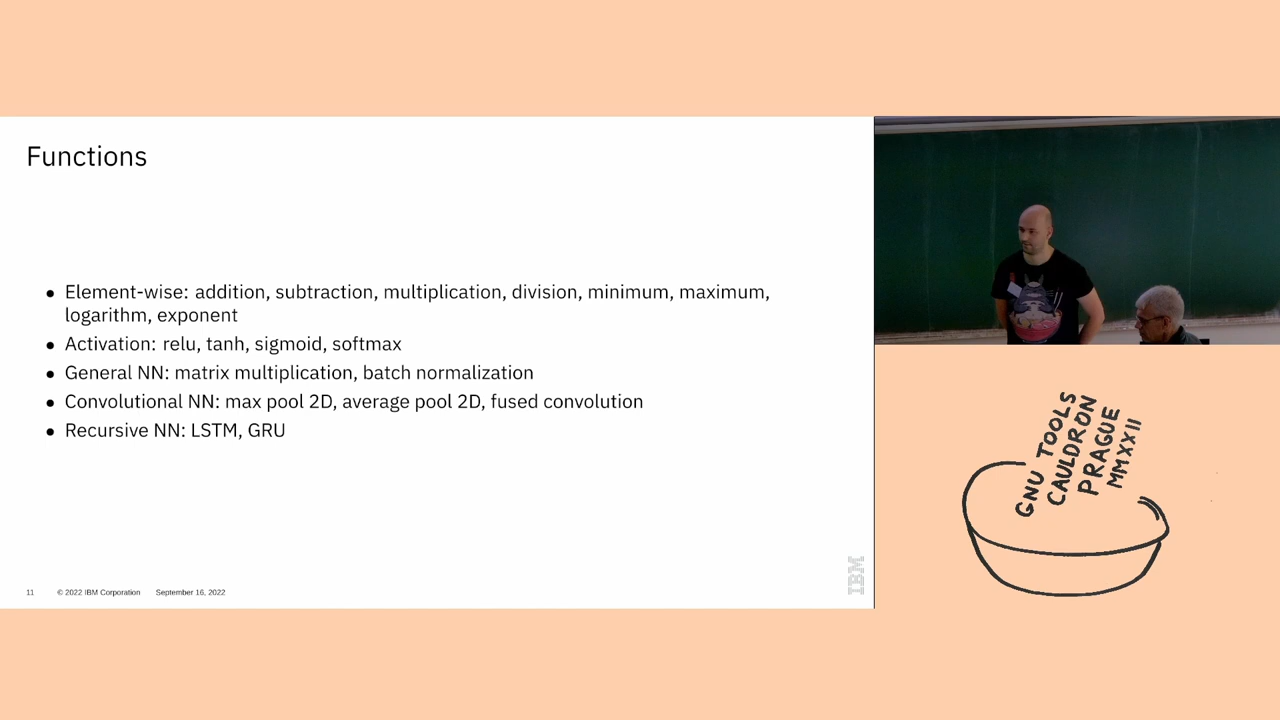 Functions
● Element-wise: addition, subtraction, multiplication, division, minimum, maximum,
logarithm, exponent
● Activation: relu, tanh, sigmoid, softmax
● General NN: matrix multiplication, batch normalization
● Convolutional NN: max pool 2D, average pool 2D, fused convolution
● Recursive NN: LSTM, GRU
11 © 2022 IBM Corporation September 16, 2022
IBM
GNU TOOLS
CAULDRON
PRAGUE
MMXXII